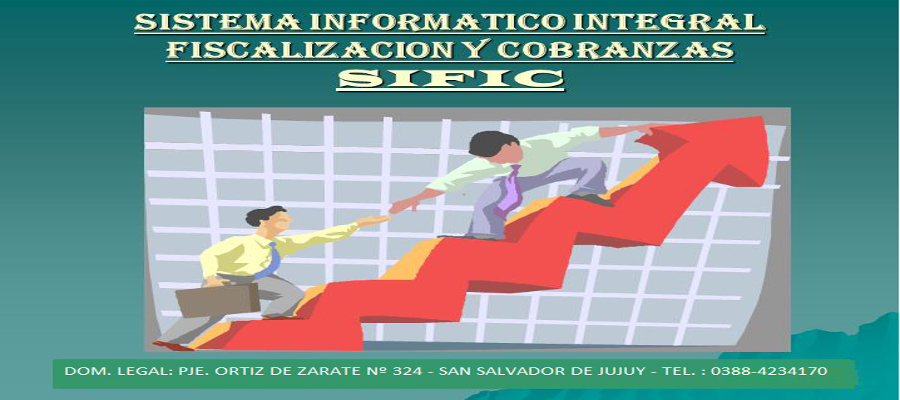 SISTEMA INFORMATICO INTEGRAL
FISCALIZACION Y COBRANZAS
SIFIC
DOM. LEGAL: PJE. ORTIZ DE ZARATE Nº 324 - SAN SALVADOR DE JUJUY - TEL. : 0388-4234170